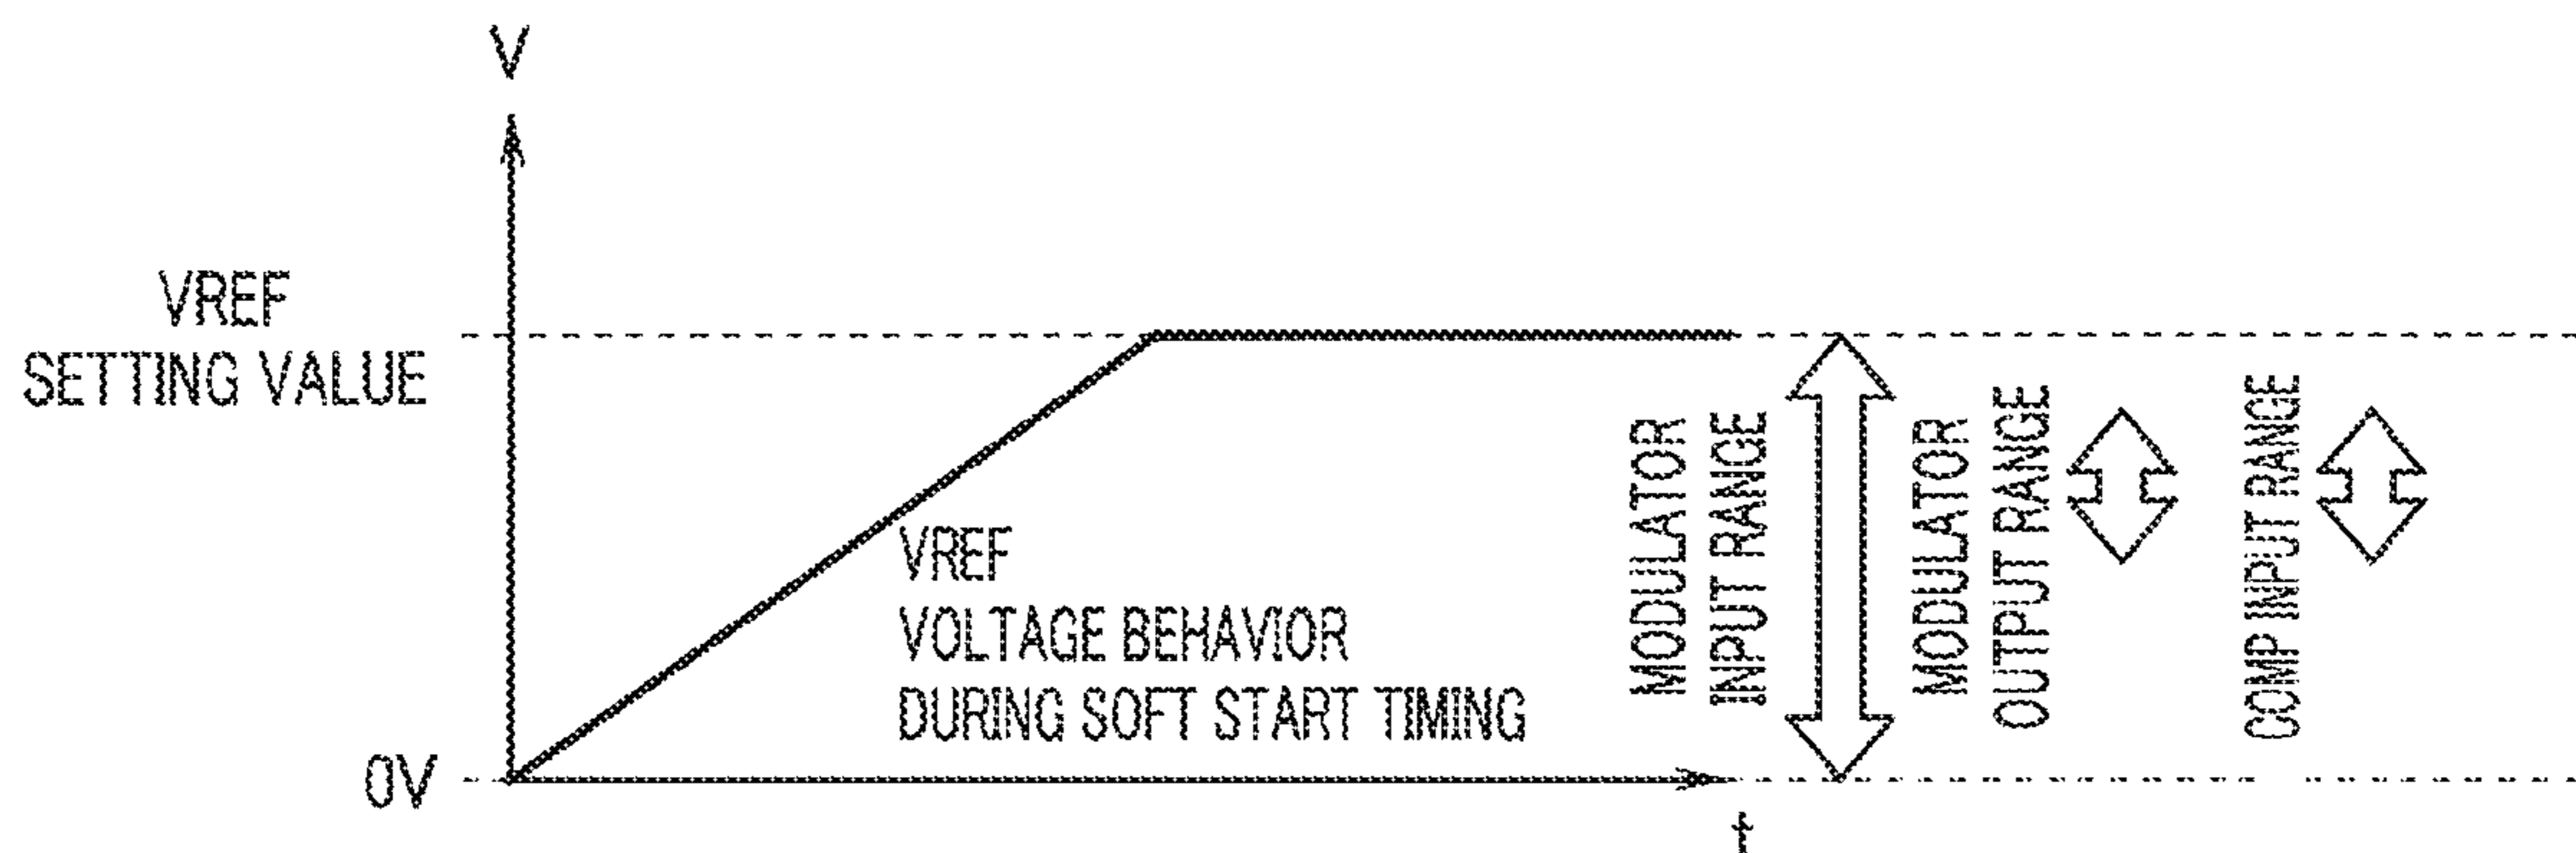 V
VREF
SETTING VALUE
0V
VREF
VOLTAGE BEHAVIOR
DURING SOFT START TIMING
t
MODULATOR
INPUT RANGE
MODULATOR
OUTPUT RANGE
COMP INPUT RANGE